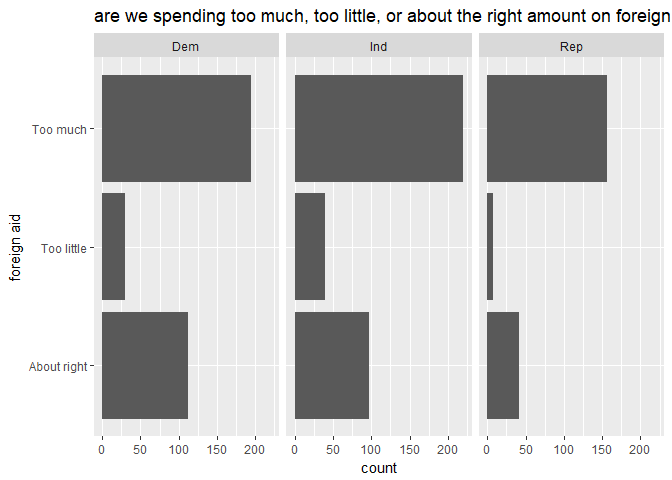 are we spending too much, too little, or about the right amount on foreign
Dem Ind Rep
Too much
Too little
About right
foreign aid
0 50 100 150 200 0 50 100 150 200 0 50 100 150 200
count